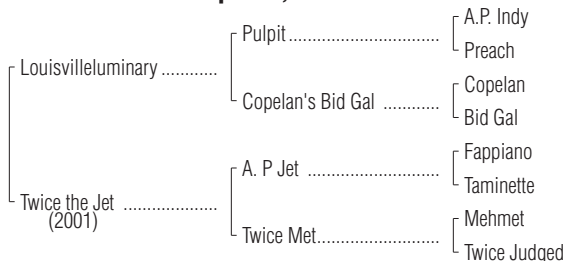 A.P. Indy
Pulpit
Preach
Louisvilleluminary
Copelan
Copelan's Bid Gal
Bid Gal
Fappiano
A. P Jet
Taminette
Twice the Jet
(2001)
Mehmet
Twice Met
Twice Judged